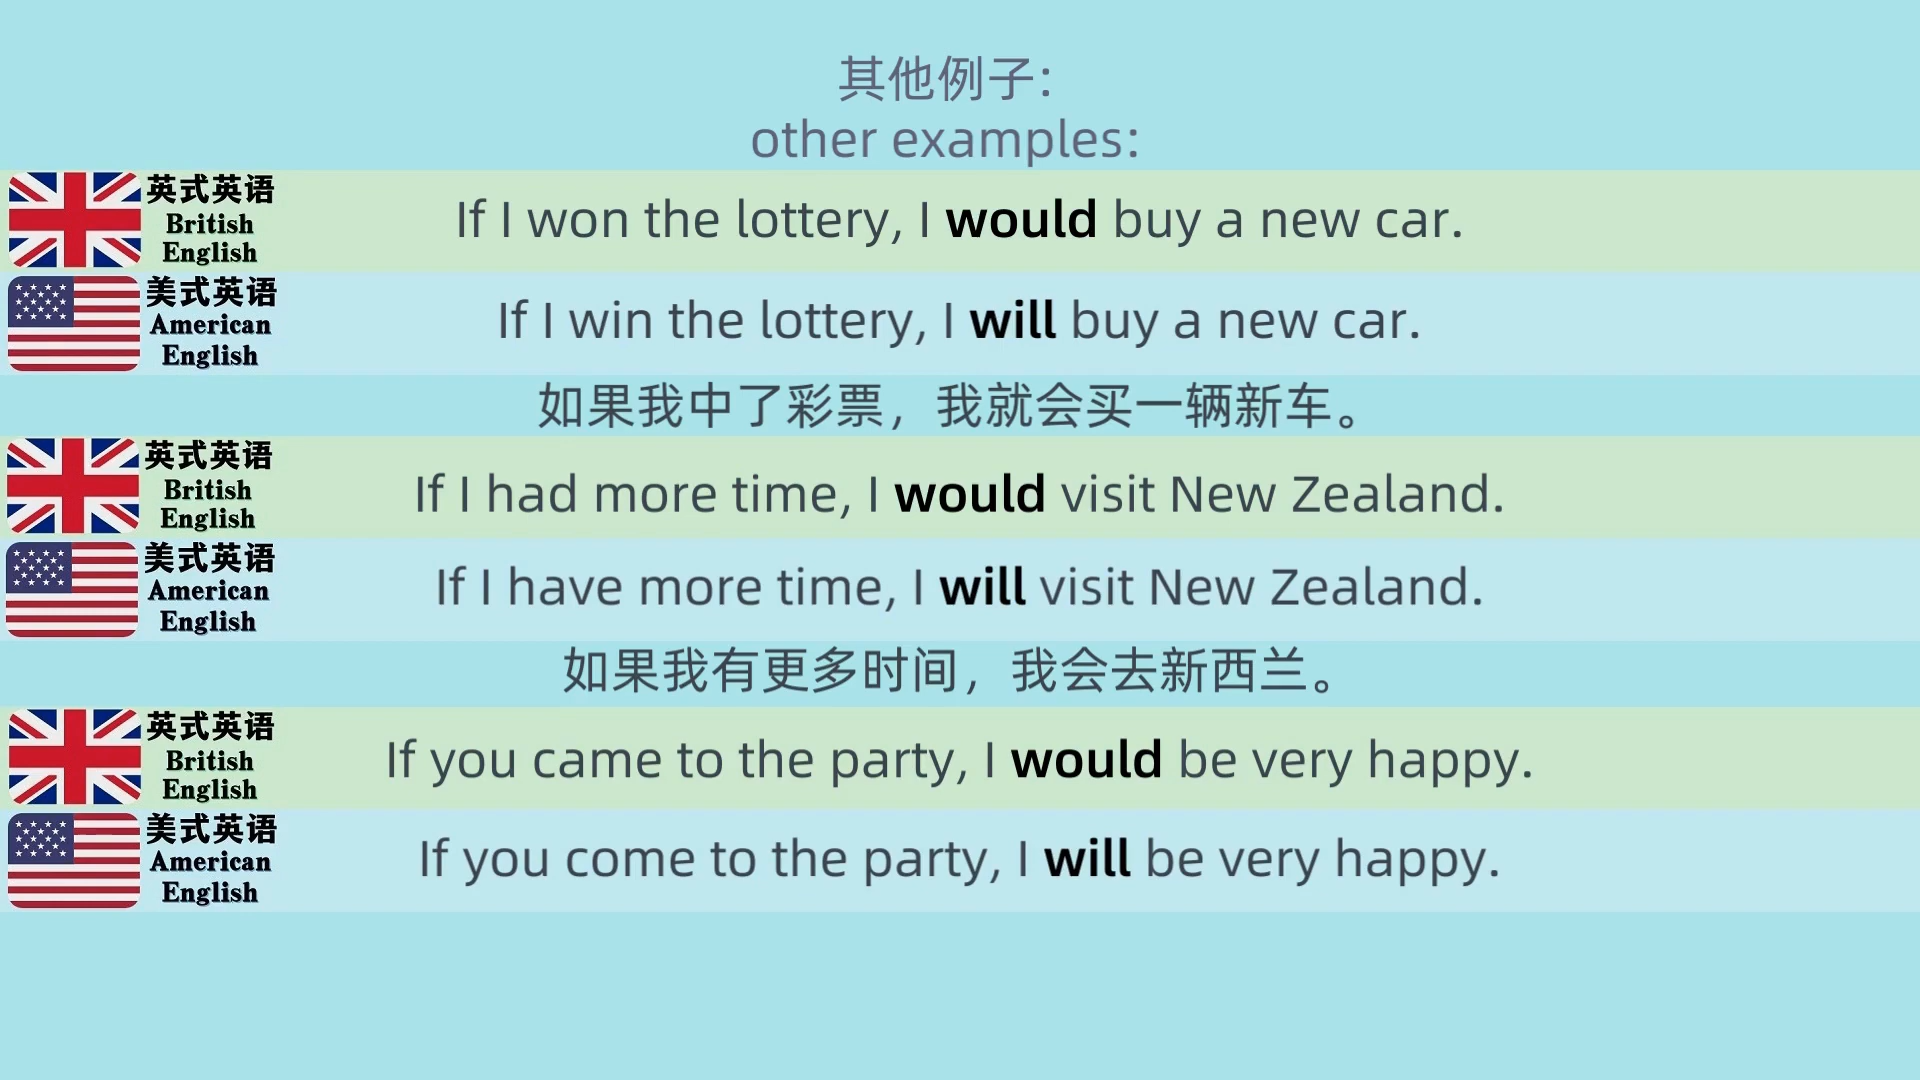 其他例子：
other examples:
英式英语
British
English
If I won the lottery, I would buy a new car.
美式英语
American
English
If I win the lottery, I will buy a new car.
如果我中了彩票，我就会买一辆新车。
英式英语
British
English
If I had more time, I would visit New Zealand.
美式英语
American
English
If I have more time, I will visit New Zealand.
如果我有更多时间，我会去新西兰。
英式英语
British
English
If you came to the party, I would be very happy.
美式英语
American
English
If you come to the party, I will be very happy.